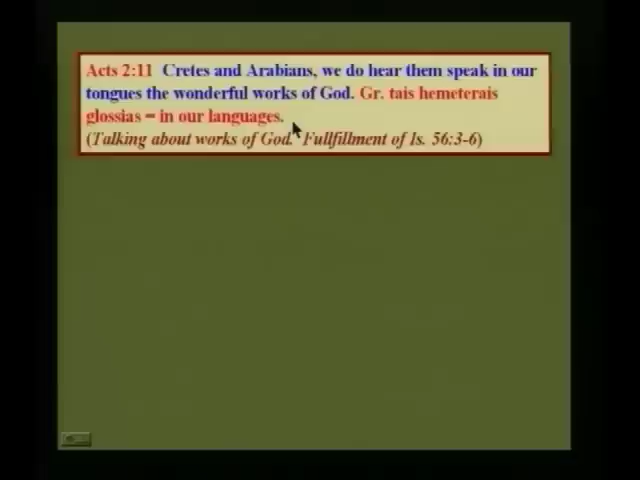 Acts 2:11 Cretes and Arabians, we do hear them speak in our
tongues the wonderful works of God. Gr. tais hemeterais
glossias = in our languages.
(Talking about works of God. Fullfillment of Is. 56:3-6)